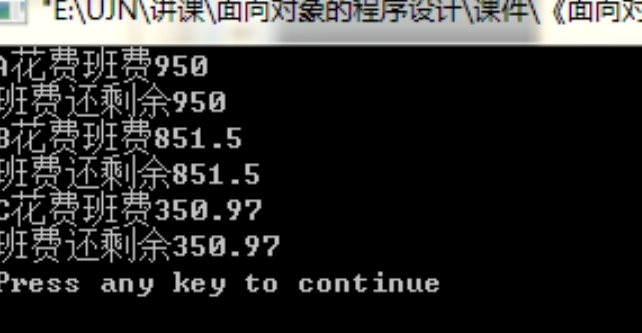 "E:\UJN\讲课\面向对象的程序设计\课件\《面向对
A花费班费950
班费还剩余950
B花费班费851.5
班费还剩余851.5
C花费班费350.97
班费还剩余350.97
Press any key to continue